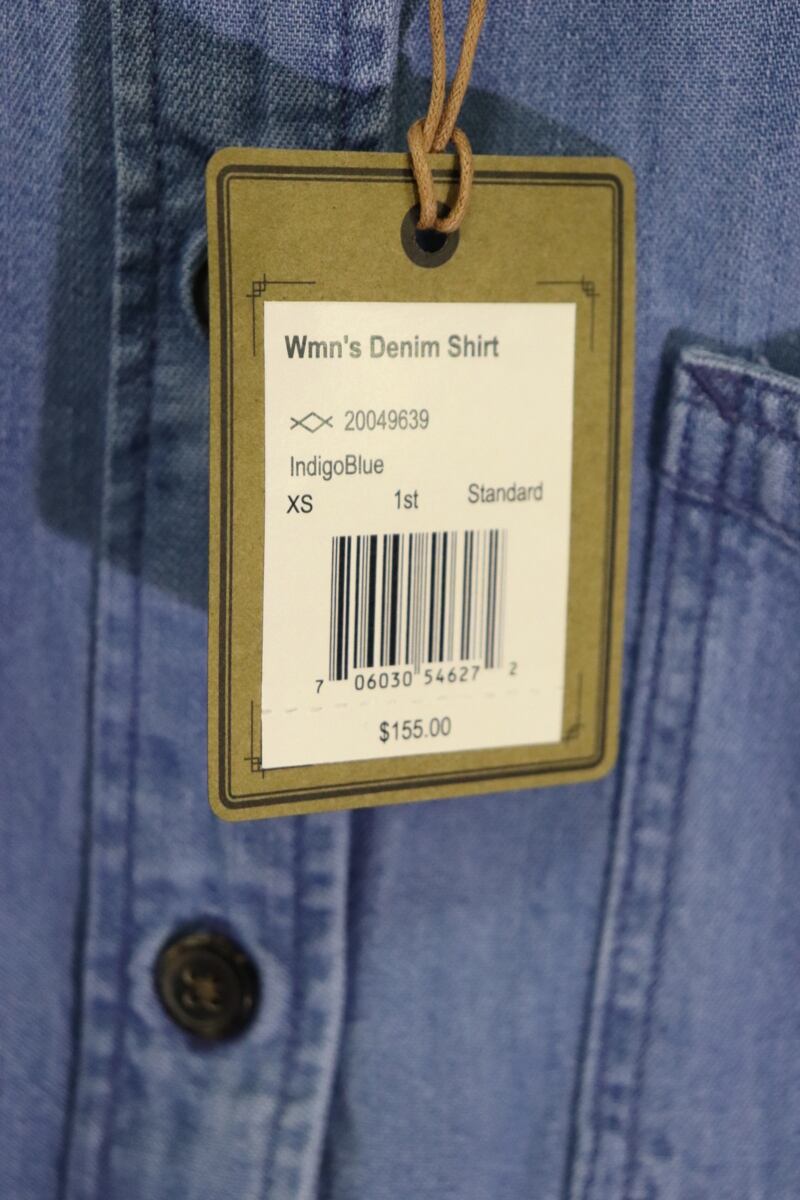 Wmn's Denim Shirt
20049639
IndigoBlue
XS 1st Standard
7 06030 54627 2
$155.00